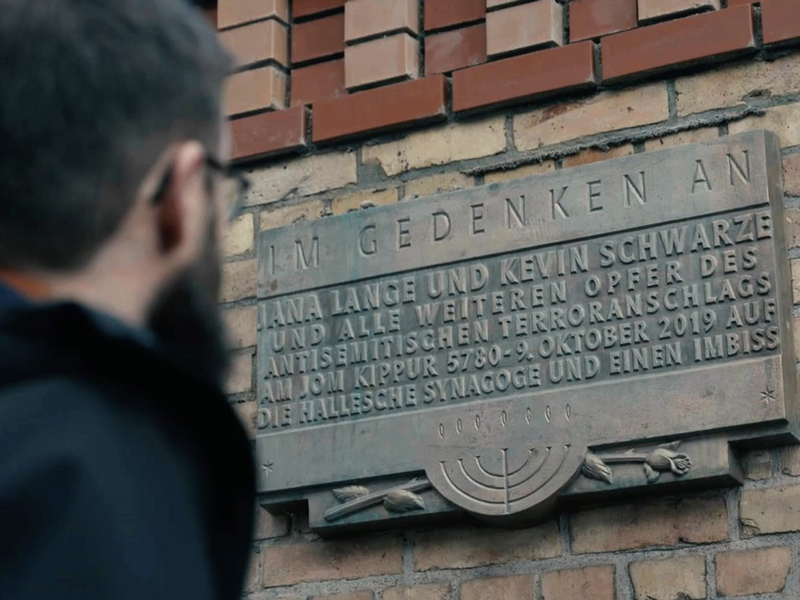 IM GEDENKEN AN
JANA LANGE UND KEVIN SCHWARZE
UND ALLE WEITEREN OPFER DES
ANTISEMITISCHEN TERRORANSCHLAGS
AM JOM KIPPUR 5780-9. OKTOBER 2019 AUF
DIE HALLESCHE SYNAGOGE UND EINEN IMBISS